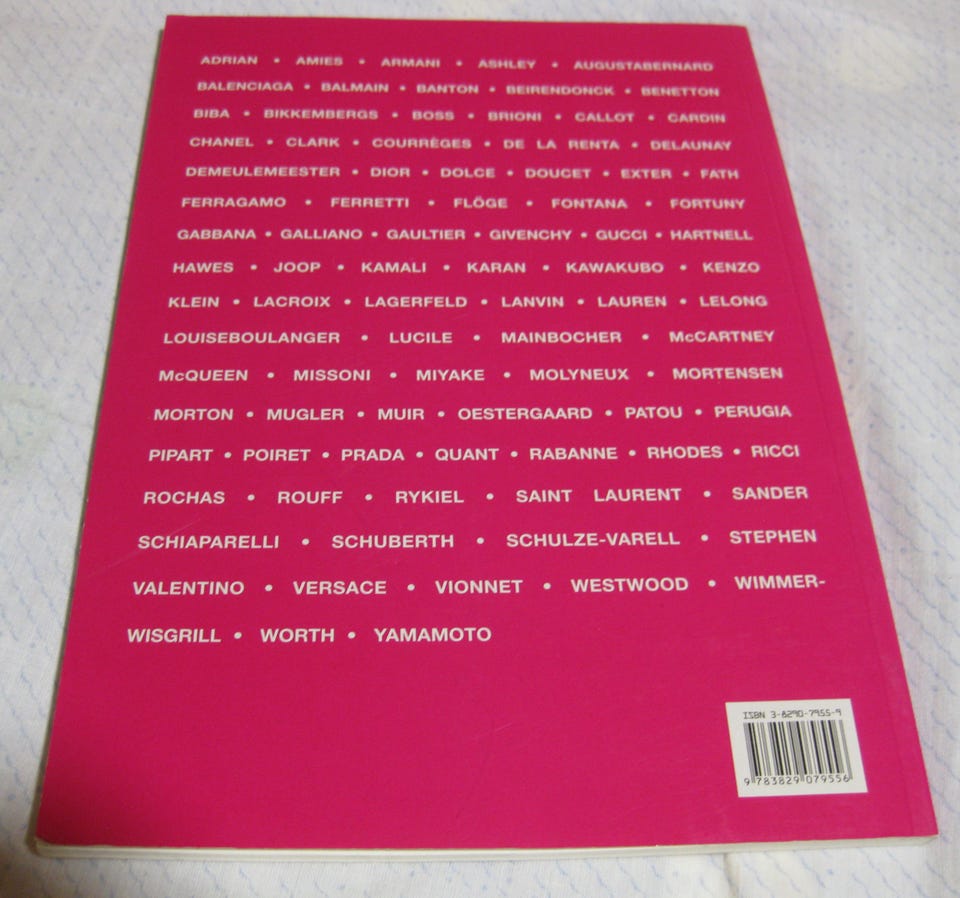 ADRIAN • AMIES • ARMANI • ASHLEY • AUGUSTABERNARD
BALENCIAGA • BALMAIN • BANTON • BEIRENDONCK • BENETTON
BIBA • BIKKEMBERGS • BOSS • BRIONI • CALLOT • CARDIN
CHANEL • CLARK • COURRÈGES • DE LA RENTA • DELAUNAY
DEMEULEMEESTER • DIOR • DOLCE • DOUCET • EXTER • FATH
FERRAGAMO • FERRETTI • FLÖGE • FONTANA • FORTUNY
GABBANA • GALLIANO • GAULTIER • GIVENCHY • GUCCI • HARTNELL
HAWES • JOOP • KAMALI • KARAN • KAWAKUBO • KENZO
KLEIN • LACROIX • LAGERFELD • LANVIN • LAUREN • LELONG
LOUISEBOULANGER • LUCILE • MAINBOCHER • McCARTNEY
McQUEEN • MISSONI • MIYAKE • MOLYNEUX • MORTENSEN
MORTON • MUGLER • MUIR • OESTERGAARD • PATOU • PERUGIA
PIPART • POIRET • PRADA • QUANT • RABANNE • RHODES • RICCI
ROCHAS • ROUFF • RYKIEL • SAINT LAURENT • SANDER
SCHIAPARELLI • SCHUBERTH • SCHULZE-VARELL • STEPHEN
VALENTINO • VERSACE • VIONNET • WESTWOOD • WIMMER-
WISGRILL • WORTH • YAMAMOTO
ISBN 3-8290-7955-9
9 783829 079556